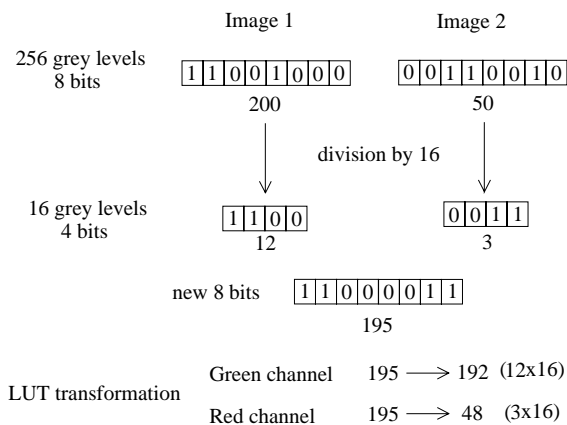 Image 1 Image 2
256 grey levels
8 bits
1 1 0 0 1 0 0 0 0 0 1 1 0 0 1 0
200 50
division by 16
16 grey levels
4 bits
1 1 0 0 0 0 1 1
12 3
new 8 bits 1 1 0 0 0 0 1 1
195
LUT transformation
Green channel 195 → 192 (12x16)
Red channel 195 → 48 (3x16)